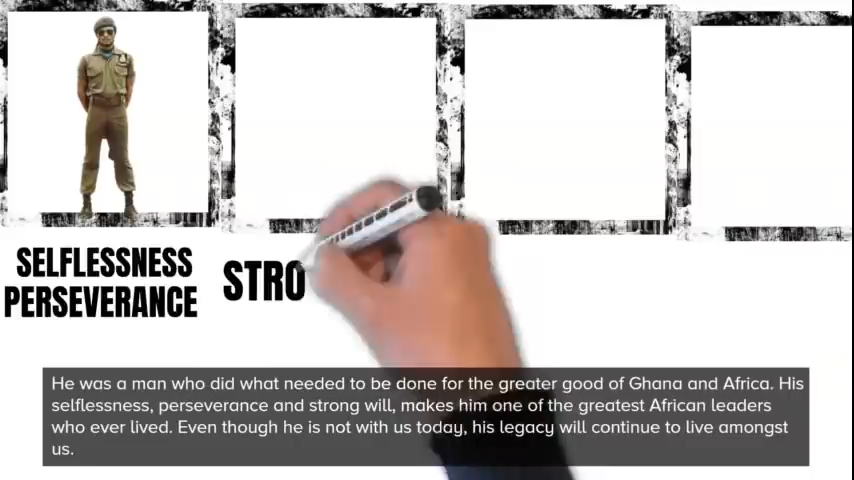 SELFLESSNESS
PERSEVERANCE
STRO
He was a man who did what needed to be done for the greater good of Ghana and Africa. His
selflessness, perseverance and strong will, makes him one of the greatest African leaders
who ever lived. Even though he is not with us today, his legacy will continue to live amongst
us.